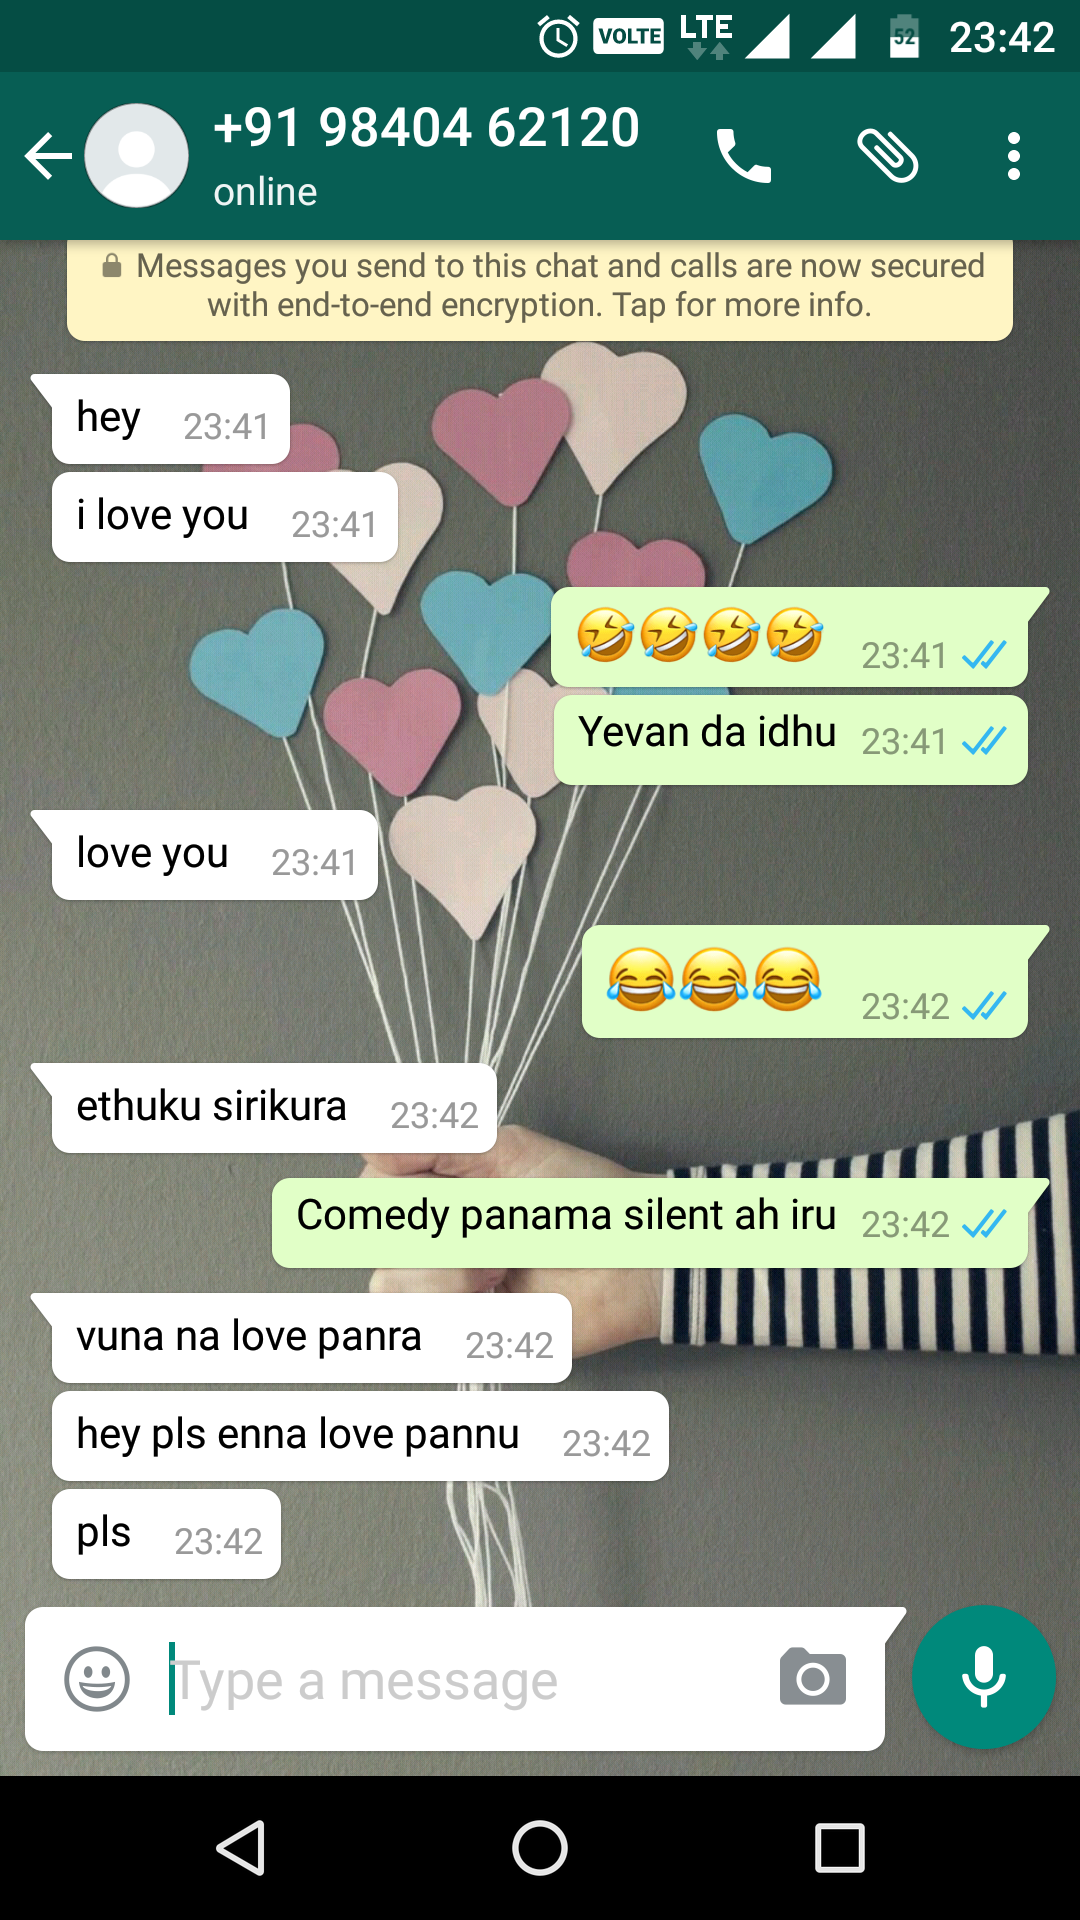 VOLTE LTE 52 23:42
+91 98404 62120
online
Messages you send to this chat and calls are now secured
with end-to-end encryption. Tap for more info.
hey 23:41
i love you 23:41
🤣🤣🤣🤣 23:41
Yevan da idhu 23:41
love you 23:41
😂😂😂 23:42
ethuku sirikura 23:42
Comedy panama silent ah iru 23:42
vuna na love panra 23:42
hey pls enna love pannu 23:42
pls 23:42
Type a message